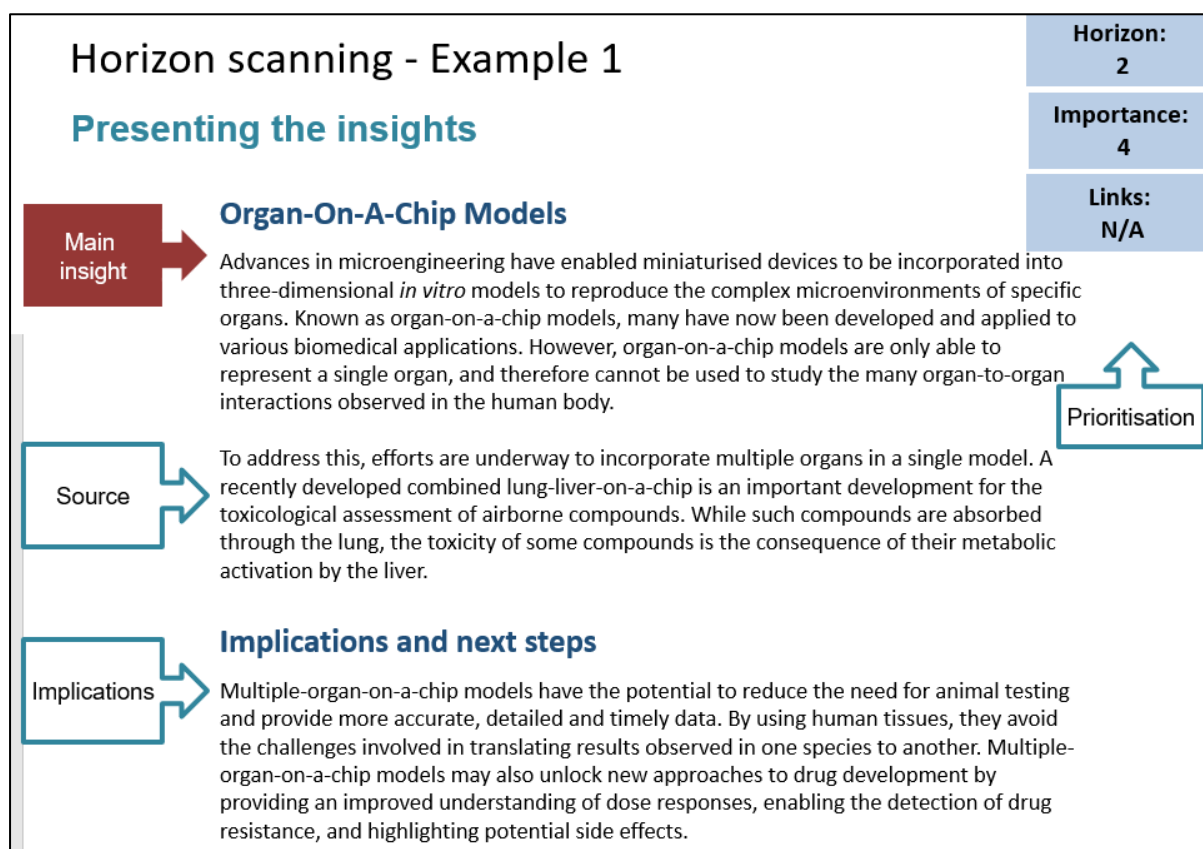 Horizon scanning - Example 1
Presenting the insights
Horizon:
2
Importance:
4
Links:
N/A
Main
insight
Organ-On-A-Chip Models
Advances in microengineering have enabled miniaturised devices to be incorporated into
three-dimensional in vitro models to reproduce the complex microenvironments of specific
organs. Known as organ-on-a-chip models, many have now been developed and applied to
various biomedical applications. However, organ-on-a-chip models are only able to
represent a single organ, and therefore cannot be used to study the many organ-to-organ
interactions observed in the human body.
Prioritisation
Source
To address this, efforts are underway to incorporate multiple organs in a single model. A
recently developed combined lung-liver-on-a-chip is an important development for the
toxicological assessment of airborne compounds. While such compounds are absorbed
through the lung, the toxicity of some compounds is the consequence of their metabolic
activation by the liver.
Implications
Implications and next steps
Multiple-organ-on-a-chip models have the potential to reduce the need for animal testing
and provide more accurate, detailed and timely data. By using human tissues, they avoid
the challenges involved in translating results observed in one species to another. Multiple-
organ-on-a-chip models may also unlock new approaches to drug development by
providing an improved understanding of dose responses, enabling the detection of drug
resistance, and highlighting potential side effects.